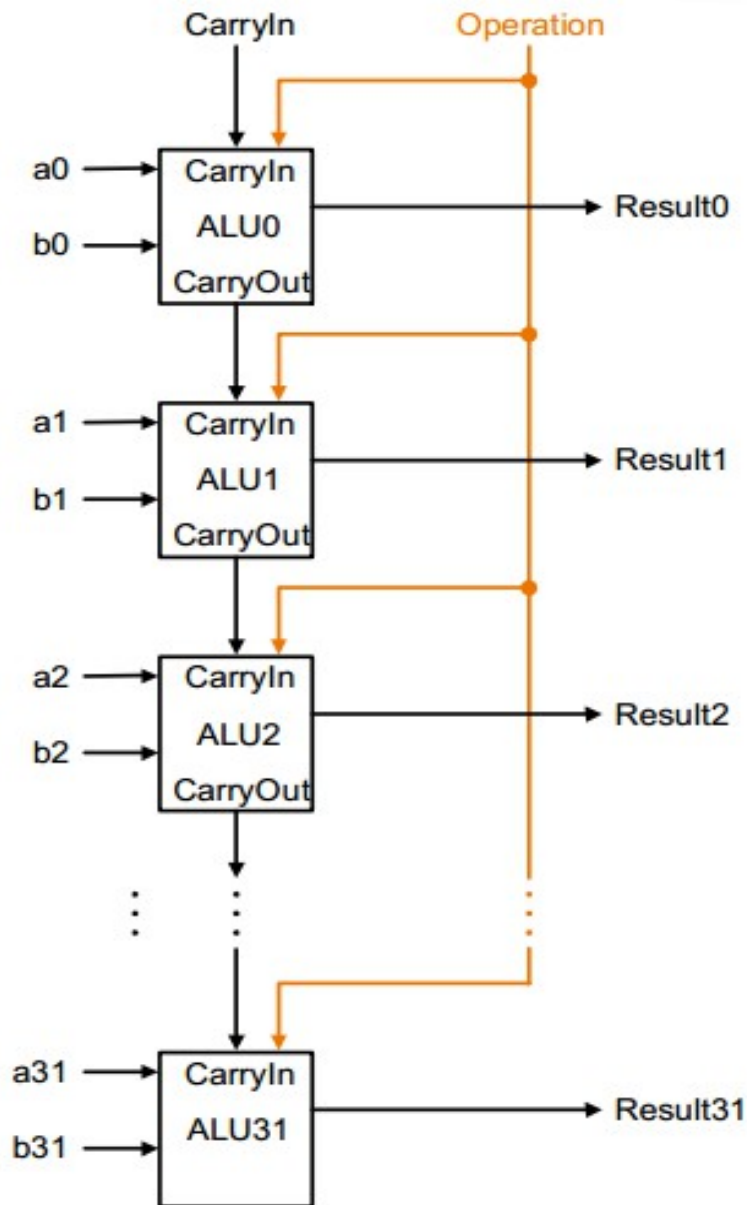 CarryIn Operation
a0 CarryIn
ALU0 Result0
b0
CarryOut
a1 CarryIn
ALU1 Result1
b1
CarryOut
a2 CarryIn
ALU2 Result2
b2
CarryOut
a31 CarryIn
ALU31 Result31
b31